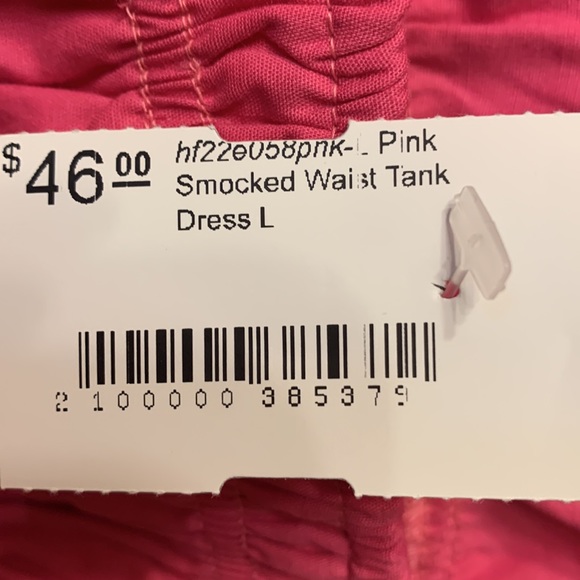 $46.00 hf22e058pnk-L Pink
Smocked Waist Tank
Dress L
2 100000 385379